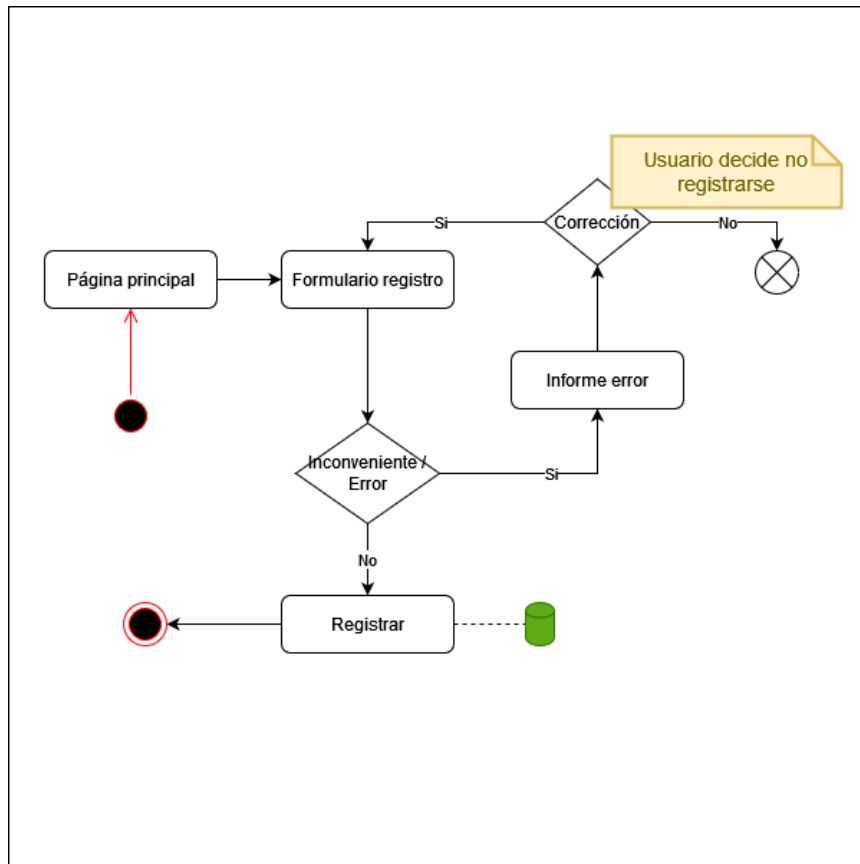 Usuario decide no
registrarse
Si
Corrección
No
Página principal
Formulario registro
Informe error
Inconveniente /
Error
Si
No
Registrar